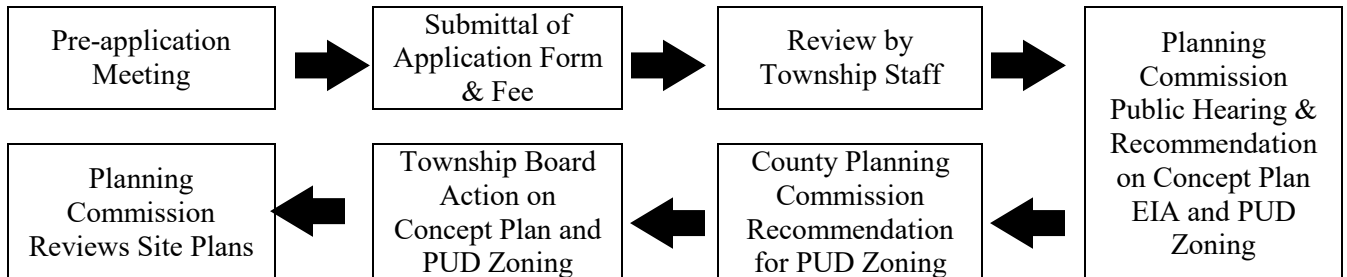 Pre-application
Meeting
Submittal of
Application Form
& Fee
Review by
Township Staff
Planning
Commission
Public Hearing &
Recommendation
on Concept Plan
EIA and PUD
Zoning
County Planning
Commission
Recommendation
for PUD Zoning
Township Board
Action on
Concept Plan and
PUD Zoning
Planning
Commission
Reviews Site Plans